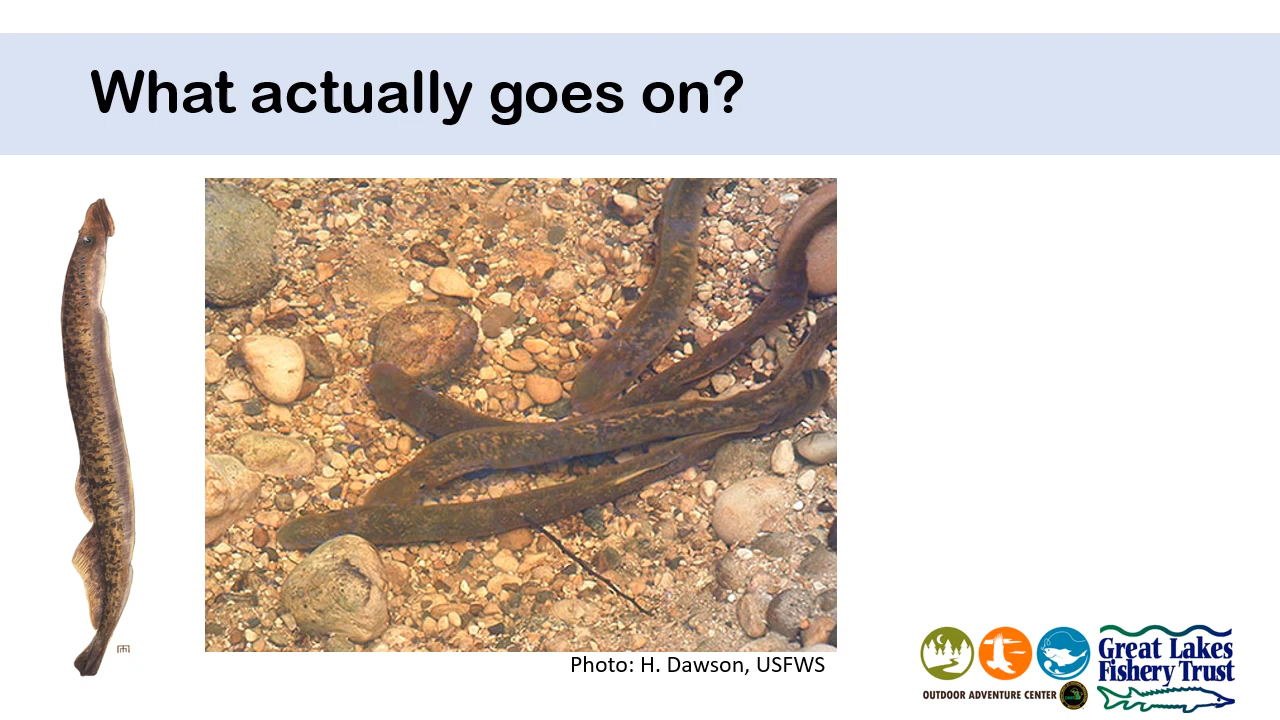 What actually goes on?
Photo: H. Dawson, USFWS
OUTDOOR ADVENTURE CENTER
Great Lakes
Fishery Trust